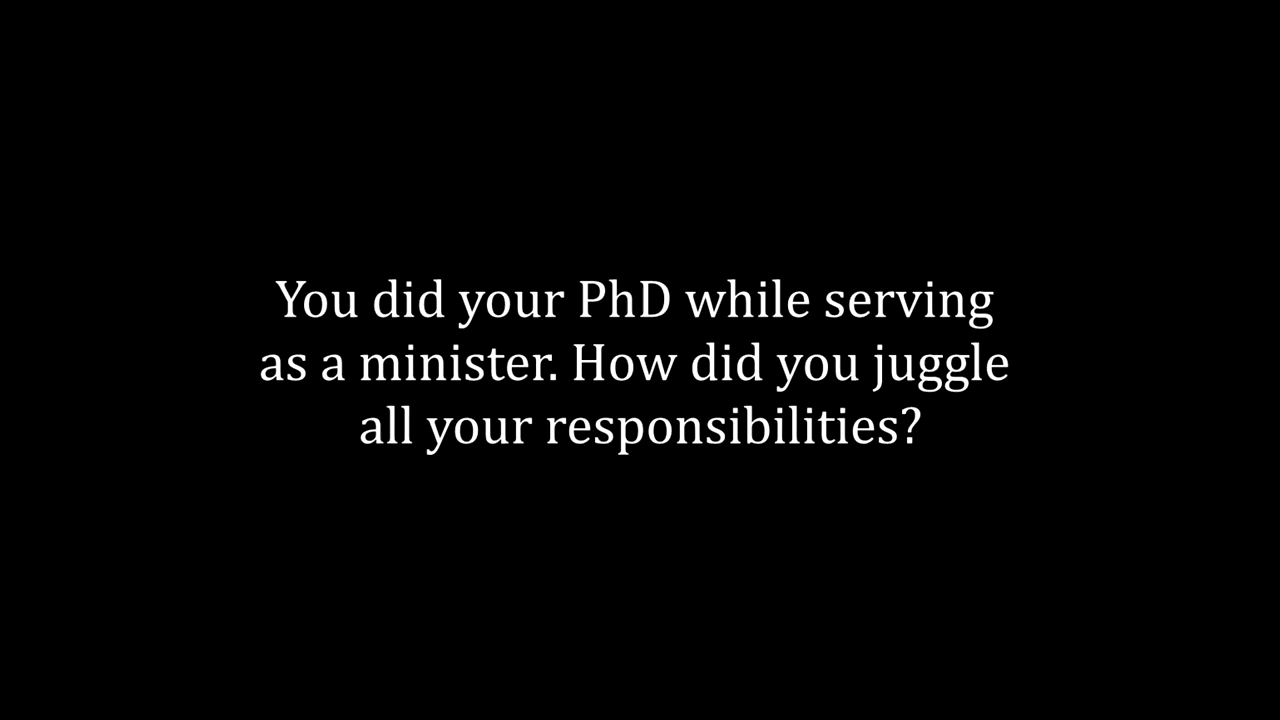 You did your PhD while serving
as a minister. How did you juggle
all your responsibilities?